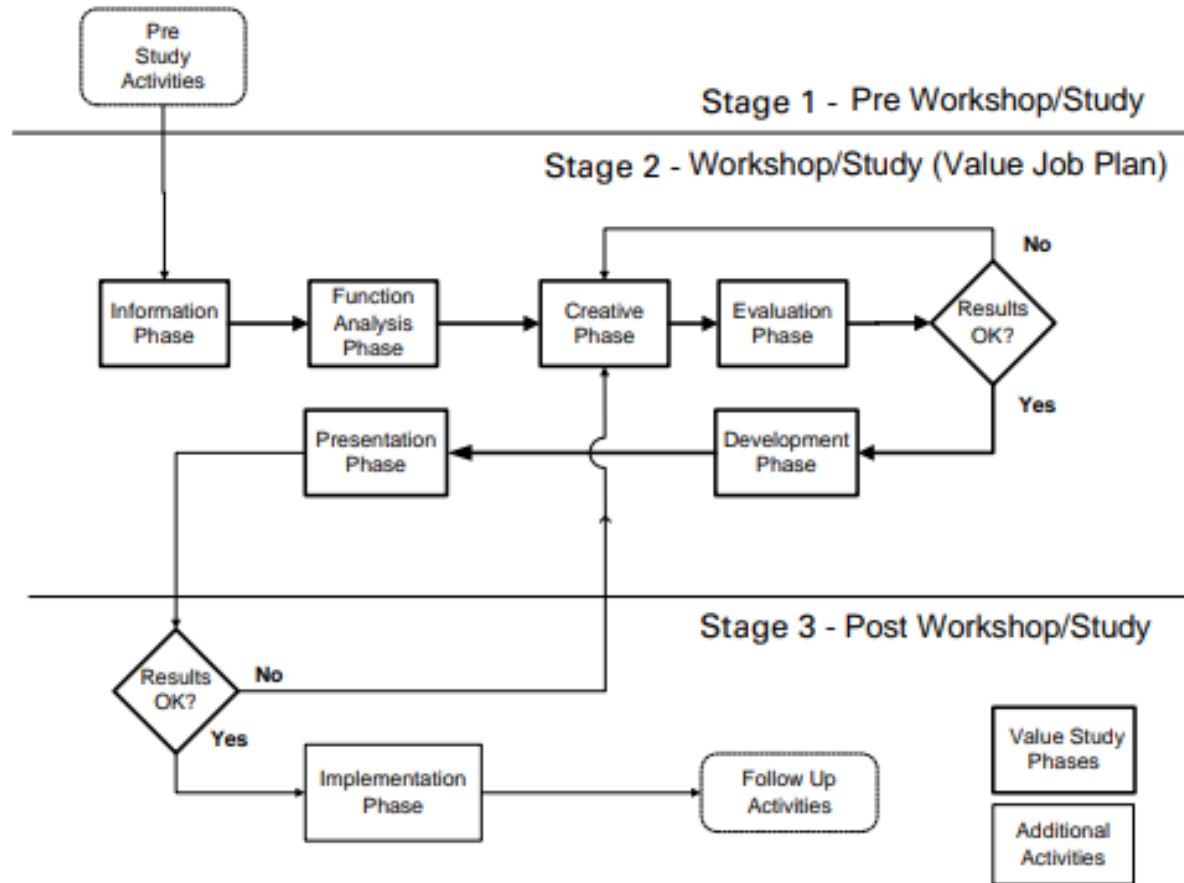 Pre
Study
Activities
Stage 1 - Pre Workshop/Study
Stage 2 - Workshop/Study (Value Job Plan)
No
Information
Phase
Function
Analysis
Phase
Creative
Phase
Evaluation
Phase
Results
OK?
Yes
Presentation
Phase
Development
Phase
Stage 3 - Post Workshop/Study
Results
OK?
No
Yes
Implementation
Phase
Follow Up
Activities
Value Study
Phases
Additional
Activities